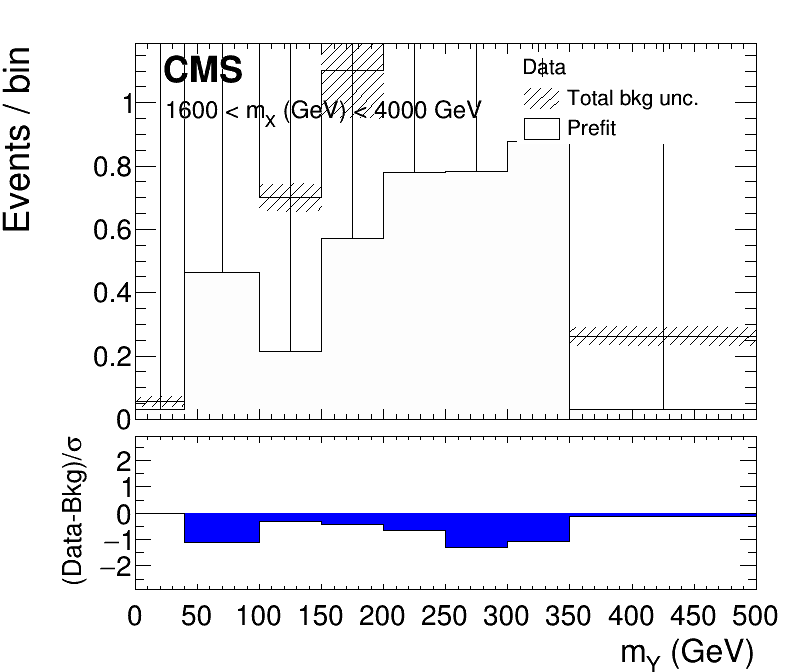 CMS
Data
1600 < mX (GeV) < 4000 GeV
Total bkg unc.
Prefit
Events / bin
1
0.8
0.6
0.4
0.2
0
(Data-Bkg)/σ
2
1
0
−1
−2
0 50 100 150 200 250 300 350 400 450 500
mY (GeV)